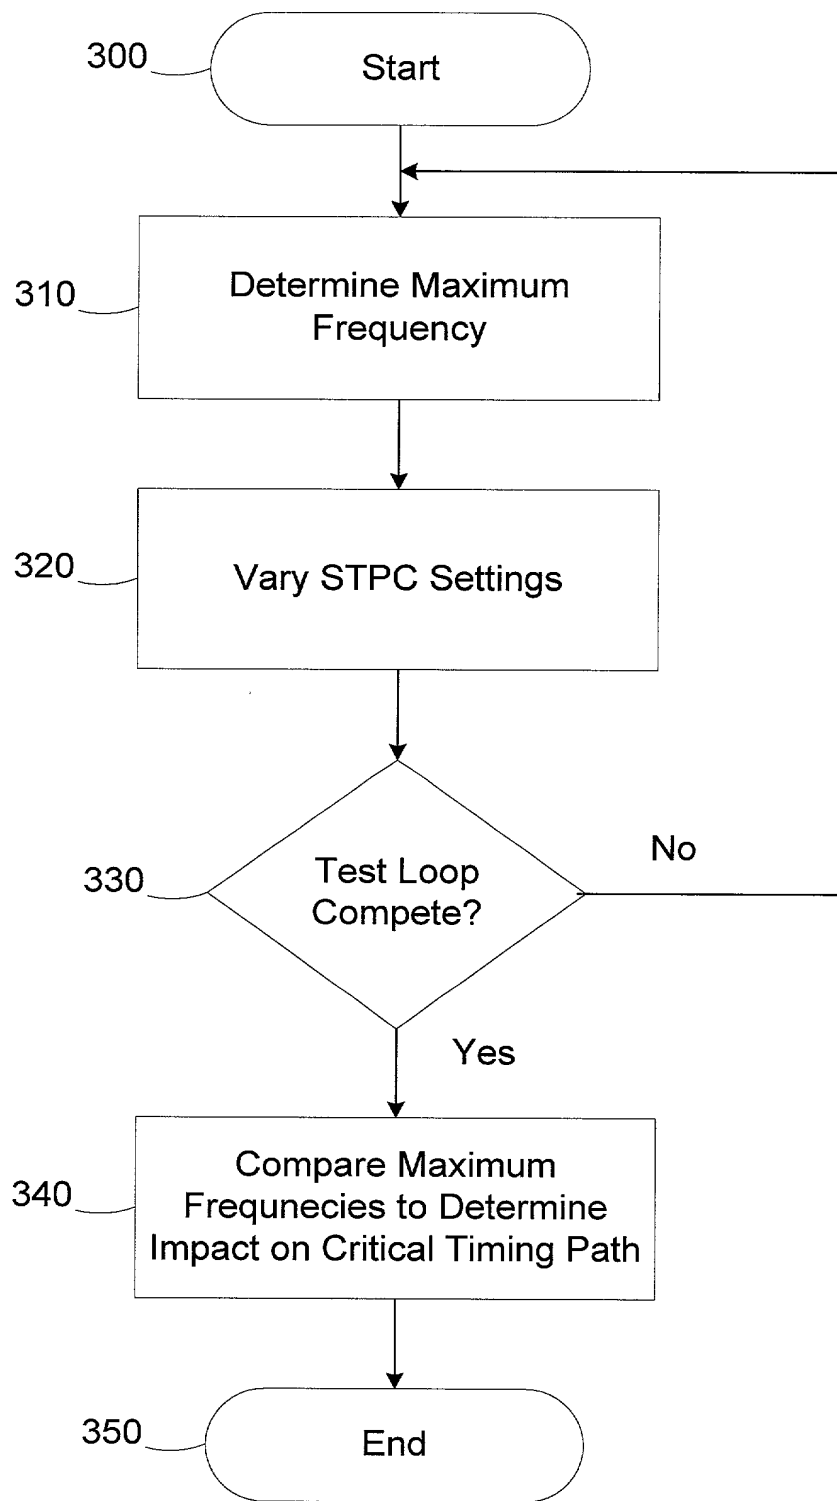 300
Start
310
Determine Maximum
Frequency
320
Vary STPC Settings
330
Test Loop
Compete?
No
Yes
340
Compare Maximum
Frequnecies to Determine
Impact on Critical Timing Path
350
End